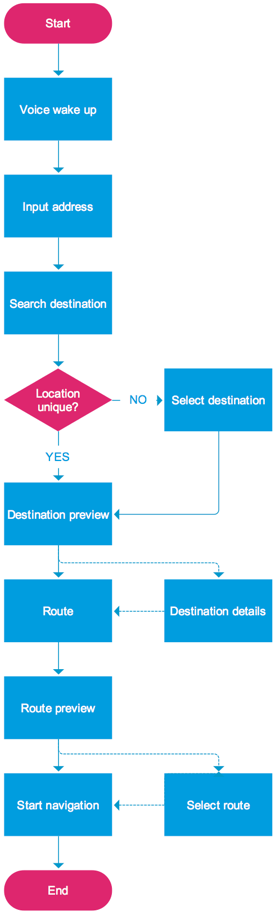 Start
Voice wake up
Input address
Search destination
Location
unique?
NO
Select destination
YES
Destination preview
Route
Destination details
Route preview
Start navigation
Select route
End